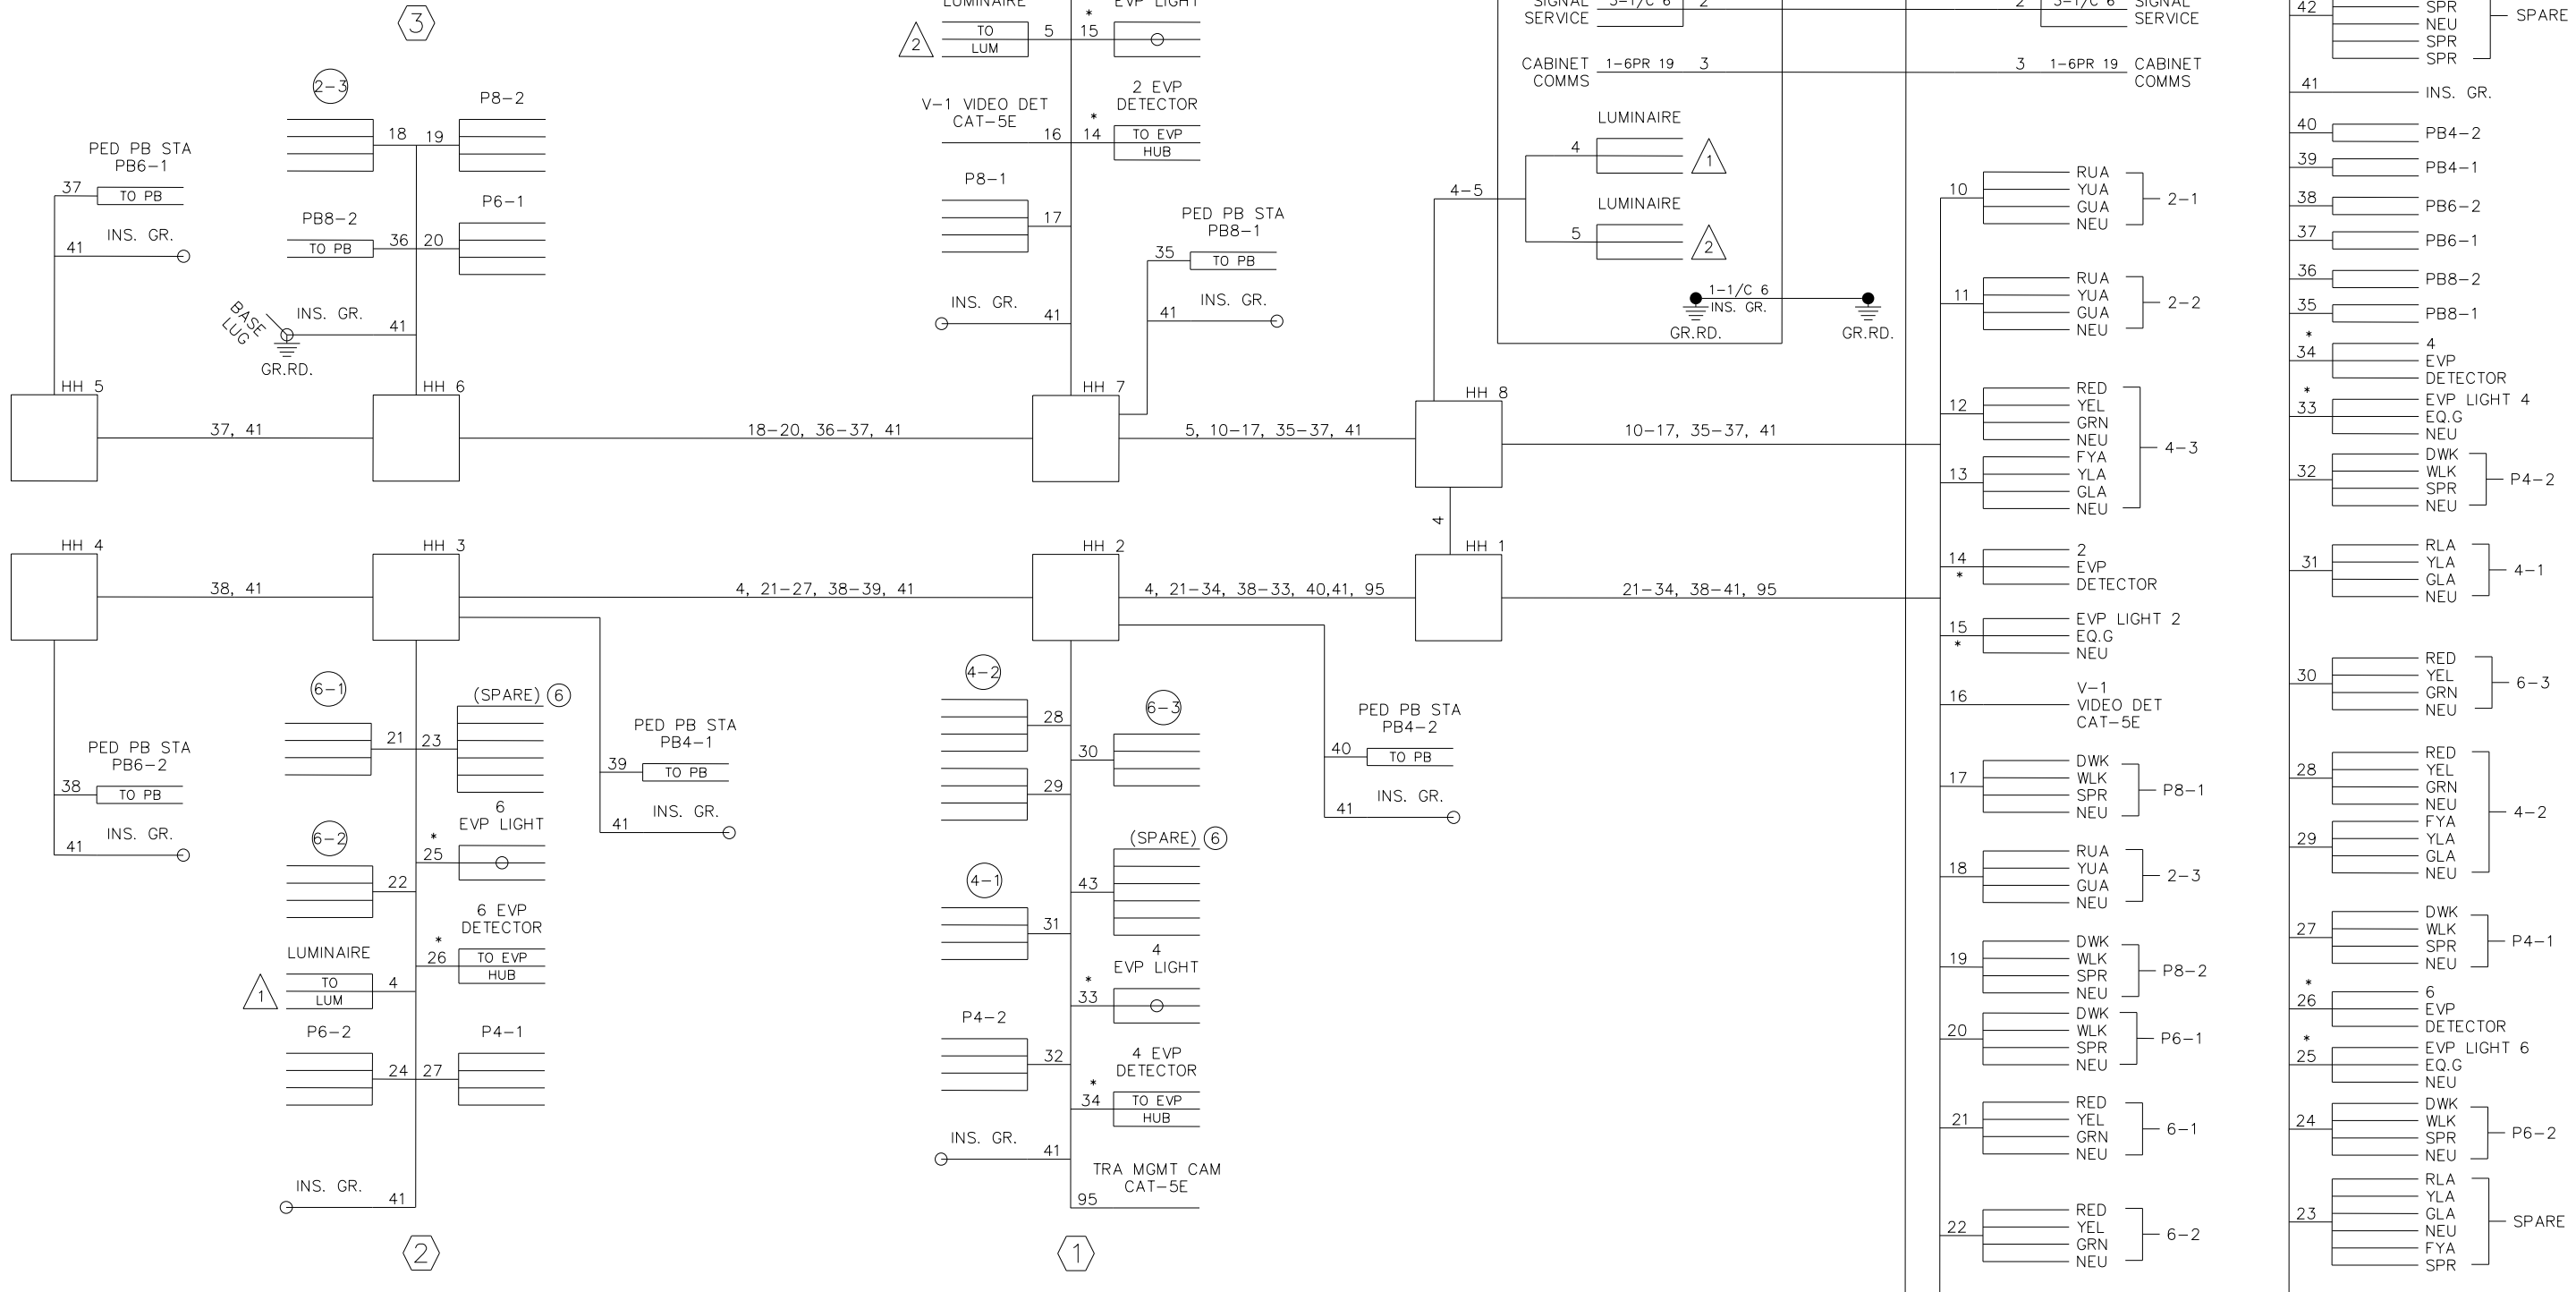 3
2-3
18
19
P8-2
PED PB STA
PB6-1
37
TO PB
INS. GR.
41
PB8-2
TO PB
36
20
P6-1
BASE
LUG
INS. GR.
41
GR.RD.
HH 5
37, 41
HH 6
18-20, 36-37, 41
LUMINAIRE
TO
LUM
2
5
*
15
EVP LIGHT
V-1 VIDEO DET
CAT-5E
16
*
14
2 EVP
DETECTOR
TO EVP
HUB
P8-1
17
PED PB STA
PB8-1
35
TO PB
INS. GR.
41
INS. GR.
41
HH 7
5, 10-17, 35-37, 41
HH 8
10-17, 35-37, 41
SIGNAL
SERVICE
3-1/C 6
2
2
3-1/C 6
SIGNAL
SERVICE
CABINET
COMMS
1-6PR 19
3
3
1-6PR 19
CABINET
COMMS
LUMINAIRE
4
1
4-5
LUMINAIRE
5
2
1-1/C 6
INS. GR.
GR.RD.
GR.RD.
4
HH 4
38, 41
HH 3
4, 21-27, 38-39, 41
HH 2
4, 21-34, 38-33, 40,41, 95
HH 1
21-34, 38-41, 95
PED PB STA
PB6-2
38
TO PB
INS. GR.
41
6-1
21
23
(SPARE) 6
6-2
22
6
EVP LIGHT
*
25
6 EVP
DETECTOR
*
26
TO EVP
HUB
LUMINAIRE
1
TO
LUM
4
P6-2
24
27
P4-1
INS. GR.
41
2
PED PB STA
PB4-1
39
TO PB
INS. GR.
41
4-2
28
29
6-3
30
4-1
31
(SPARE) 6
43
4
EVP LIGHT
*
33
P4-2
32
4 EVP
DETECTOR
*
34
TO EVP
HUB
INS. GR.
41
TRA MGMT CAM
CAT-5E
95
1
PED PB STA
PB4-2
40
TO PB
INS. GR.
41
10
RUA
YUA
GUA
NEU
2-1
11
RUA
YUA
GUA
NEU
2-2
12
RED
YEL
GRN
NEU
13
FYA
YLA
GLA
NEU
4-3
14
*
2
EVP
DETECTOR
15
*
EVP LIGHT 2
EQ.G
NEU
16
V-1
VIDEO DET
CAT-5E
17
DWK
WLK
SPR
NEU
P8-1
18
RUA
YUA
GUA
NEU
2-3
19
DWK
WLK
SPR
NEU
P8-2
20
DWK
WLK
SPR
NEU
P6-1
21
RED
YEL
GRN
NEU
6-1
22
RED
YEL
GRN
NEU
6-2
42
SPR
NEU
SPR
SPR
SPARE
41
INS. GR.
40
PB4-2
39
PB4-1
38
PB6-2
37
PB6-1
36
PB8-2
35
PB8-1
*
34
4
EVP
DETECTOR
*
33
EVP LIGHT 4
EQ.G
NEU
32
DWK
WLK
SPR
NEU
P4-2
31
RLA
YLA
GLA
NEU
4-1
30
RED
YEL
GRN
NEU
6-3
28
RED
YEL
GRN
NEU
29
FYA
YLA
GLA
NEU
4-2
27
DWK
WLK
SPR
NEU
P4-1
*
26
6
EVP
DETECTOR
*
25
EVP LIGHT 6
EQ.G
NEU
24
DWK
WLK
SPR
NEU
P6-2
23
RLA
YLA
GLA
NEU
FYA
SPR
SPARE